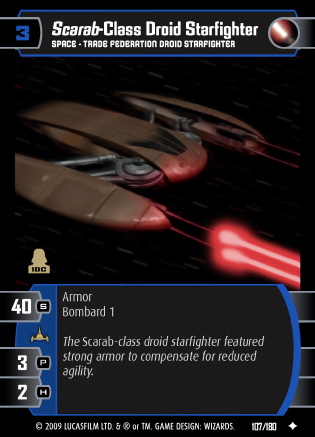 3 Scarab-Class Droid Starfighter
SPACE - TRADE FEDERATION DROID STARFIGHTER
IDC
40 S
Armor
Bombard 1
The Scarab-class droid starfighter featured
strong armor to compensate for reduced
agility.
3 P
2 H
© 2009 LUCASFILM LTD. & ® or TM. GAME DESIGN: WIZARDS. 107/180